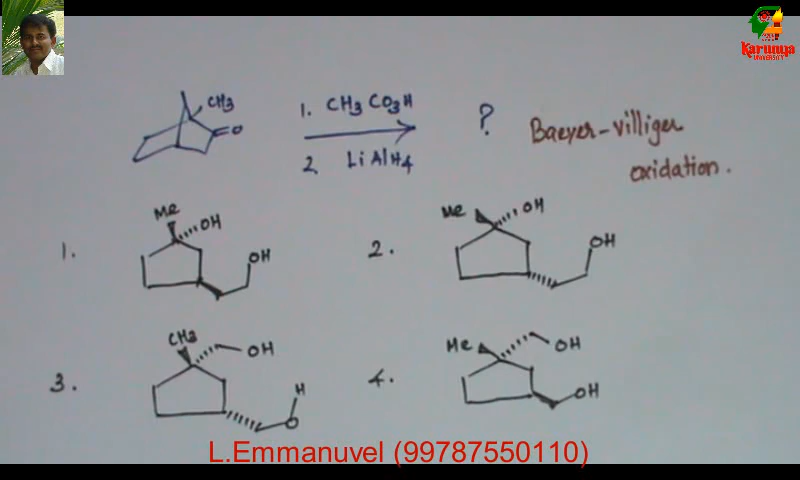 Karunya
UNIVERSITY
CH3
O
1. CH3 CO3H
2 LiAlH4
?
Baeyer-villiger
oxidation.
1.
Me
OH
OH
2.
Me
OH
OH
3.
CH3
OH
H
O
4.
Me
OH
OH
L.Emmanuvel (99787550110)